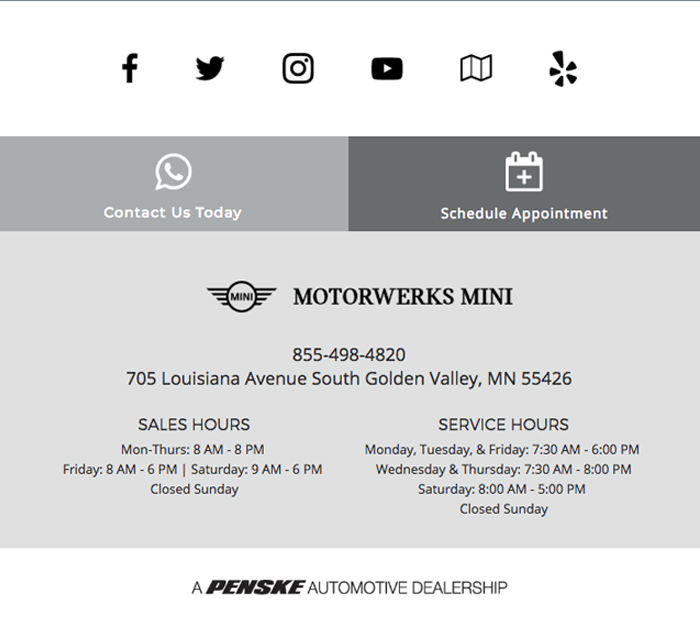 Contact Us Today
Schedule Appointment
MINI MOTORWERKS MINI
855-498-4820
705 Louisiana Avenue South Golden Valley, MN 55426
SALES HOURS
Mon-Thurs: 8 AM - 8 PM
Friday: 8 AM - 6 PM | Saturday: 9 AM - 6 PM
Closed Sunday
SERVICE HOURS
Monday, Tuesday, & Friday: 7:30 AM - 6:00 PM
Wednesday & Thursday: 7:30 AM - 8:00 PM
Saturday: 8:00 AM - 5:00 PM
Closed Sunday
A PENSKE AUTOMOTIVE DEALERSHIP